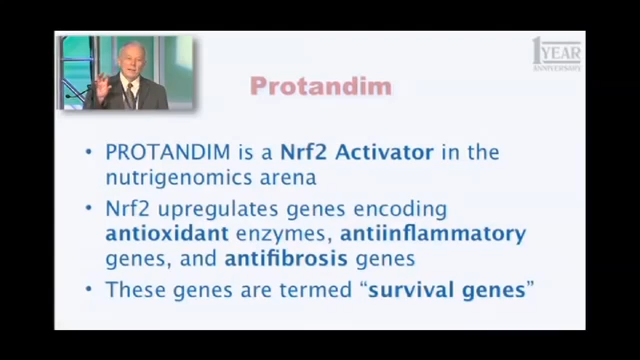 1 YEAR
ANNIVERSARY
Protandim
• PROTANDIM is a Nrf2 Activator in the
nutrigenomics arena
• Nrf2 upregulates genes encoding
antioxidant enzymes, antiinflammatory
genes, and antifibrosis genes
• These genes are termed “survival genes”